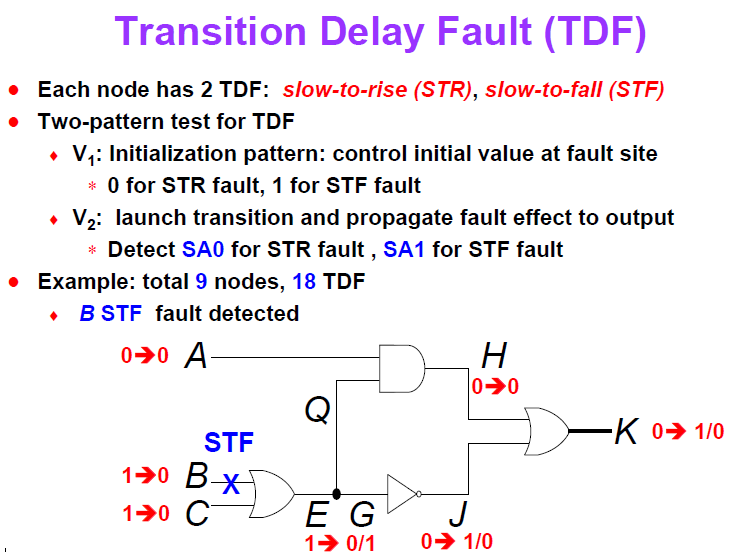 Transition Delay Fault (TDF)
• Each node has 2 TDF: slow-to-rise (STR), slow-to-fall (STF)
• Two-pattern test for TDF
♦ V₁: Initialization pattern: control initial value at fault site
* 0 for STR fault, 1 for STF fault
♦ V₂: launch transition and propagate fault effect to output
* Detect SA0 for STR fault , SA1 for STF fault
• Example: total 9 nodes, 18 TDF
♦ B STF fault detected
0➔0 A
H
0➔0
Q
K 0➔ 1/0
STF
1➔0 B X
1➔0 C
E G J
1➔ 0/1 0➔ 1/0